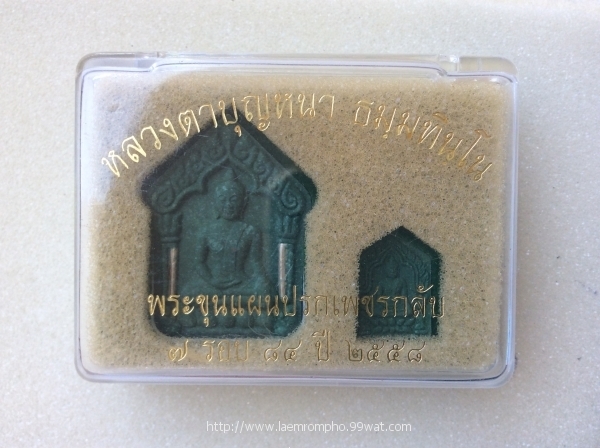 หลวงตาบุญหนา ธมฺมทินฺโน
พระขุนแผนปรกเพชรกลับ
๗ รอบ ๘๔ ปี ๒๕๕๘
http://www.laemrompho.99wat.com